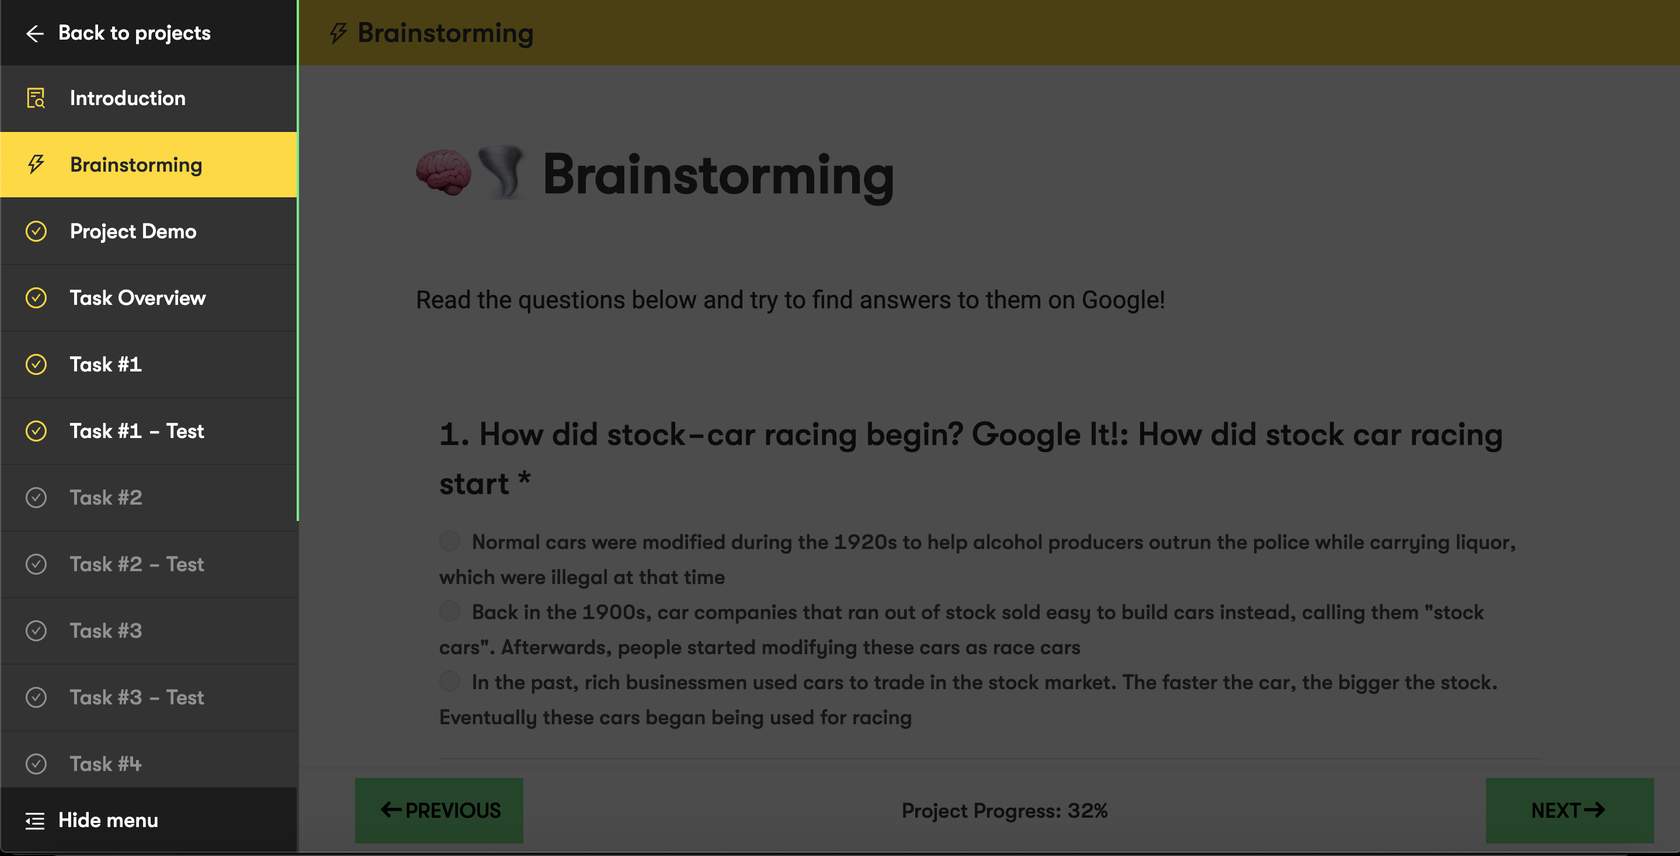 Back to projects
Introduction
Brainstorming
Project Demo
Task Overview
Task #1
Task #1 – Test
Task #2
Task #2 – Test
Task #3
Task #3 – Test
Task #4
Hide menu
Brainstorming
Brainstorming
Read the questions below and try to find answers to them on Google!
1. How did stock-car racing begin? Google It!: How did stock car racing
start *
Normal cars were modified during the 1920s to help alcohol producers outrun the police while carrying liquor,
which were illegal at that time
Back in the 1900s, car companies that ran out of stock sold easy to build cars instead, calling them "stock
cars". Afterwards, people started modifying these cars as race cars
In the past, rich businessmen used cars to trade in the stock market. The faster the car, the bigger the stock.
Eventually these cars began being used for racing
PREVIOUS
Project Progress: 32%
NEXT